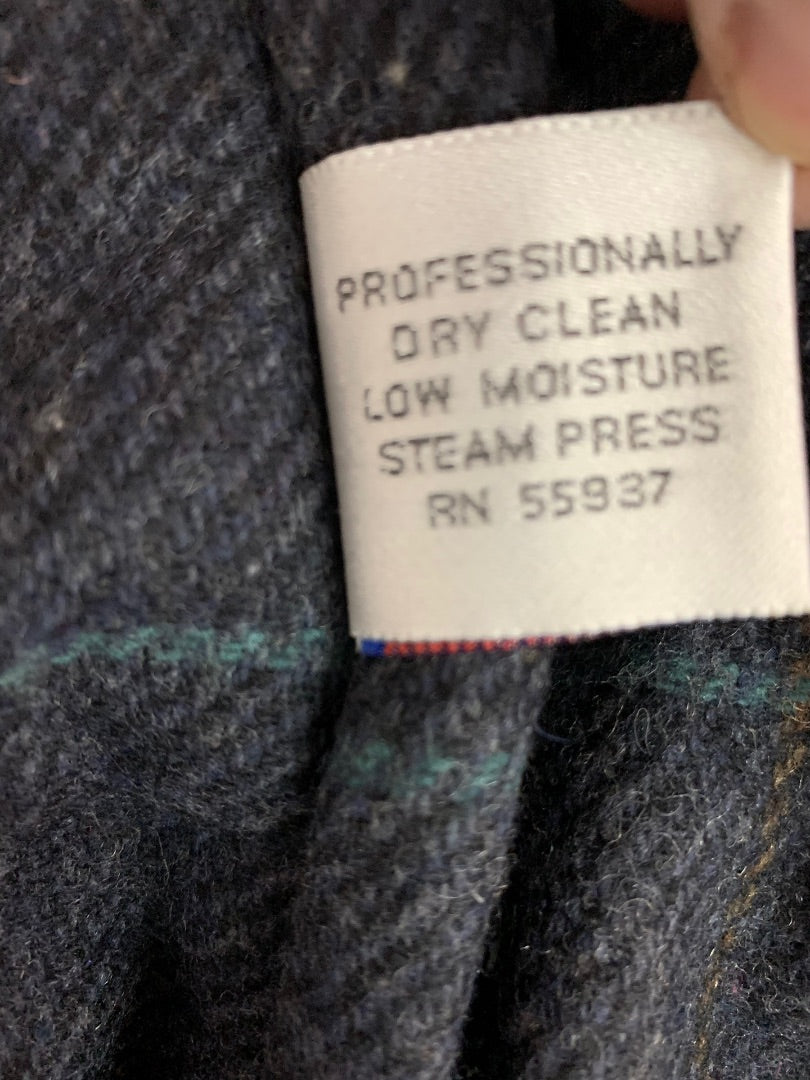 PROFESSIONALLY
DRY CLEAN
LOW MOISTURE
STEAM PRESS
RN 55937